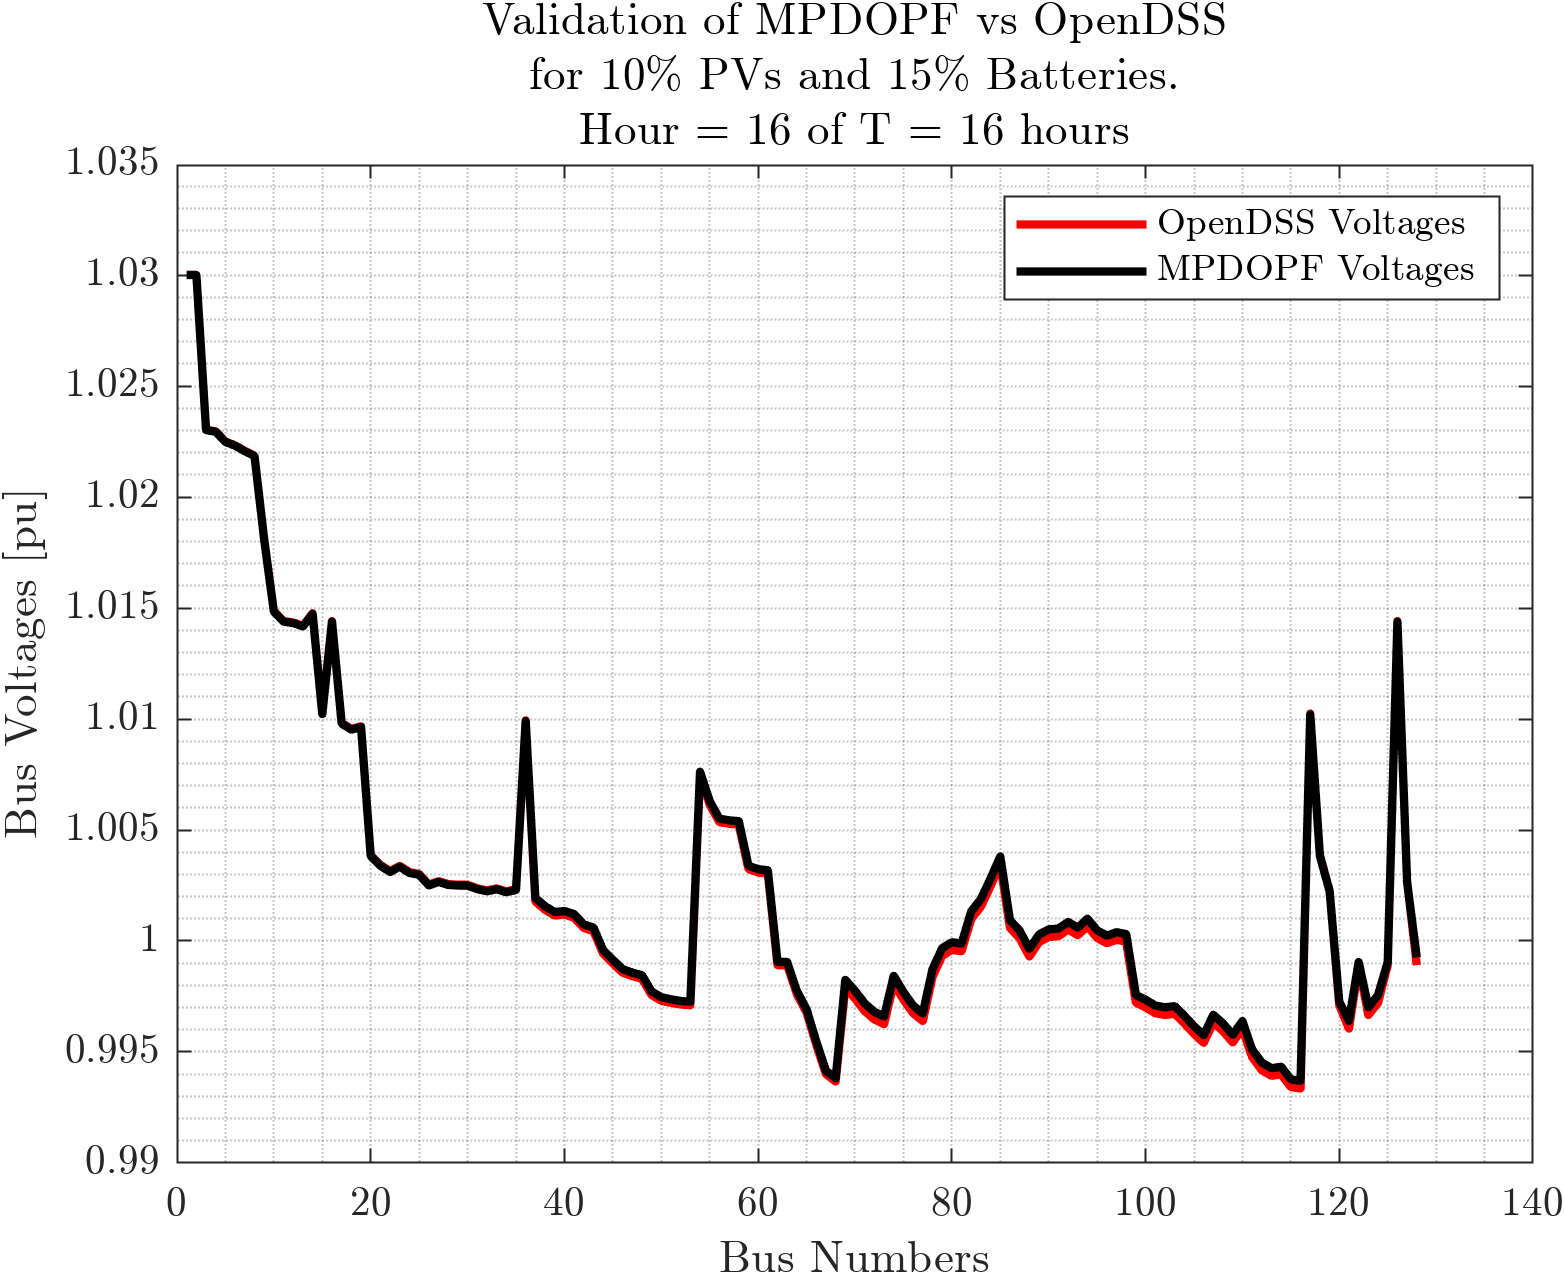 Validation of MPDOPF vs OpenDSS
for 10% PVs and 15% Batteries.
Hour = 16 of T = 16 hours
OpenDSS Voltages
MPDOPF Voltages
Bus Voltages [pu]
1.035
1.03
1.025
1.02
1.015
1.01
1.005
1
0.995
0.99
0 20 40 60 80 100 120 140
Bus Numbers